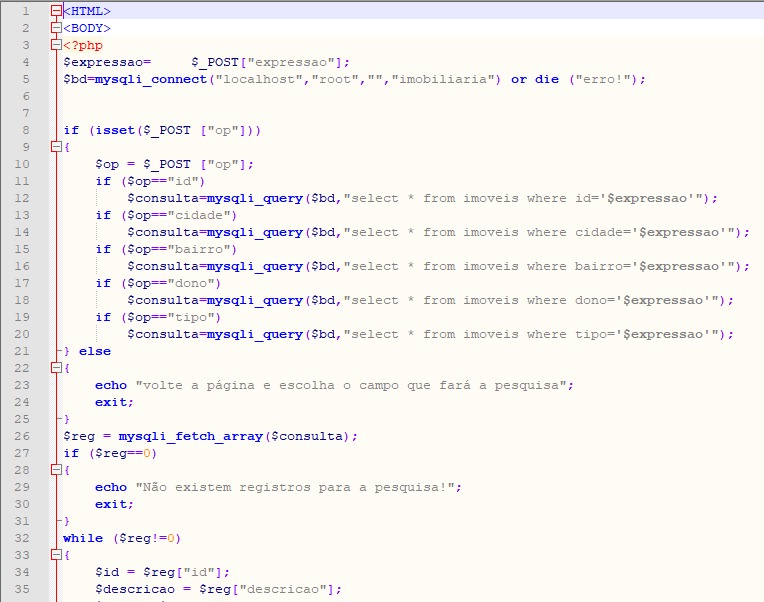 1 <HTML>
2 <BODY>
3 <?php
4 $expressao=     $_POST["expressao"];
5 $bd=mysqli_connect("localhost","root","","imobiliaria") or die ("erro!");
6
7
8 if (isset($_POST ["op"]))
9 {
10     $op = $_POST ["op"];
11     if ($op=="id")
12         $consulta=mysqli_query($bd,"select * from imoveis where id='$expressao'");
13     if ($op=="cidade")
14         $consulta=mysqli_query($bd,"select * from imoveis where cidade='$expressao'");
15     if ($op=="bairro")
16         $consulta=mysqli_query($bd,"select * from imoveis where bairro='$expressao'");
17     if ($op=="dono")
18         $consulta=mysqli_query($bd,"select * from imoveis where dono='$expressao'");
19     if ($op=="tipo")
20         $consulta=mysqli_query($bd,"select * from imoveis where tipo='$expressao'");
21 } else
22 {
23     echo "volte a página e escolha o campo que fará a pesquisa";
24     exit;
25 }
26 $reg = mysqli_fetch_array($consulta);
27 if ($reg==0)
28 {
29     echo "Não existem registros para a pesquisa!";
30     exit;
31 }
32 while ($reg!=0)
33 {
34     $id = $reg["id"];
35     $descricao = $reg["descricao"];